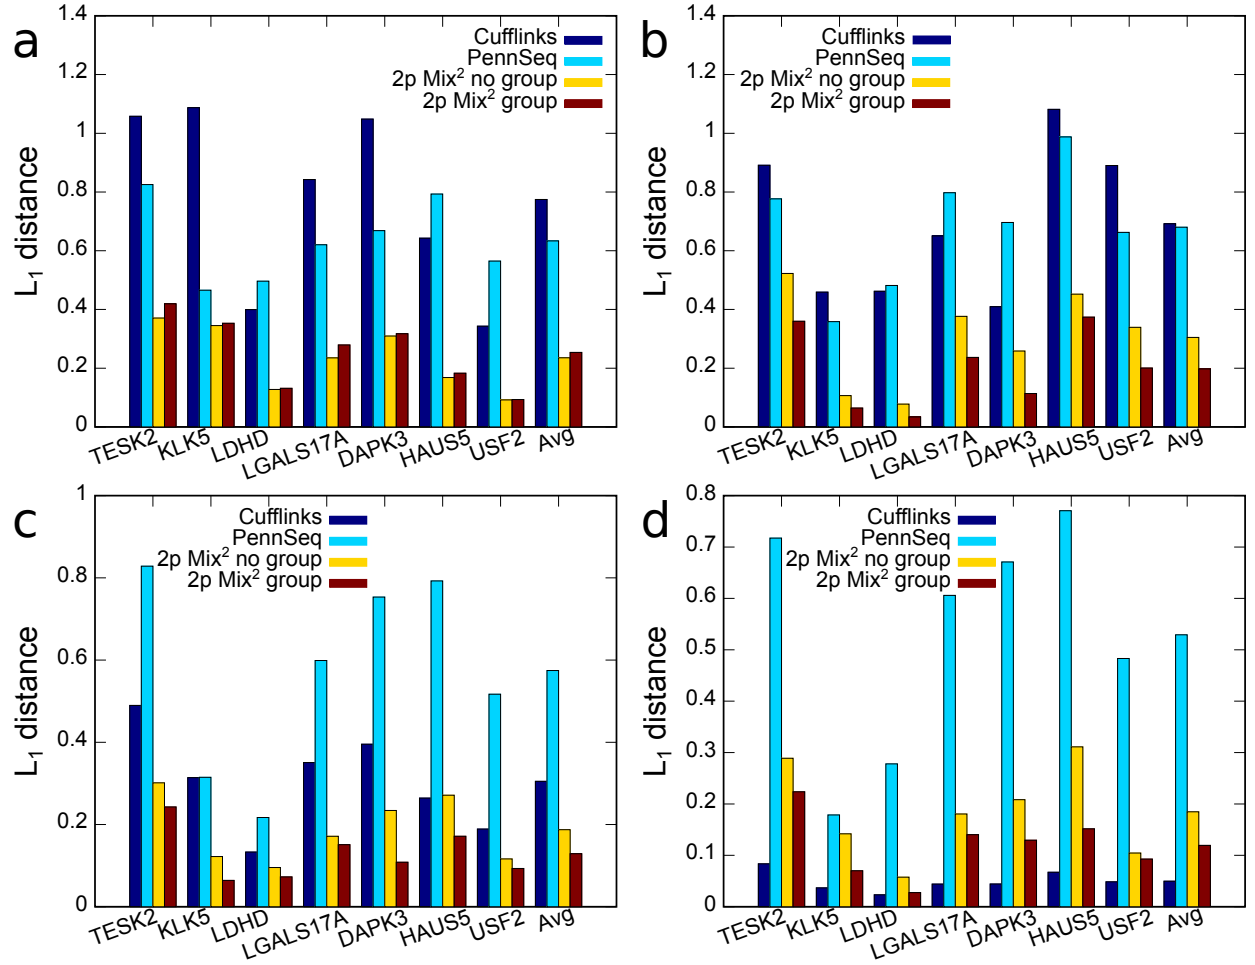 a
1.4
1.2
1
0.8
0.6
0.4
0.2
0
L1 distance
Cufflinks
PennSeq
2p Mix² no group
2p Mix² group
TESK2 KLK5 LDHD LGALS17A DAPK3 HAUS5 USF2 Avg
b
1.4
1.2
1
0.8
0.6
0.4
0.2
0
L1 distance
Cufflinks
PennSeq
2p Mix² no group
2p Mix² group
TESK2 KLK5 LDHD LGALS17A DAPK3 HAUS5 USF2 Avg
c
1
0.8
0.6
0.4
0.2
0
L1 distance
Cufflinks
PennSeq
2p Mix² no group
2p Mix² group
TESK2 KLK5 LDHD LGALS17A DAPK3 HAUS5 USF2 Avg
d
0.8
0.7
0.6
0.5
0.4
0.3
0.2
0.1
0
L1 distance
Cufflinks
PennSeq
2p Mix² no group
2p Mix² group
TESK2 KLK5 LDHD LGALS17A DAPK3 HAUS5 USF2 Avg